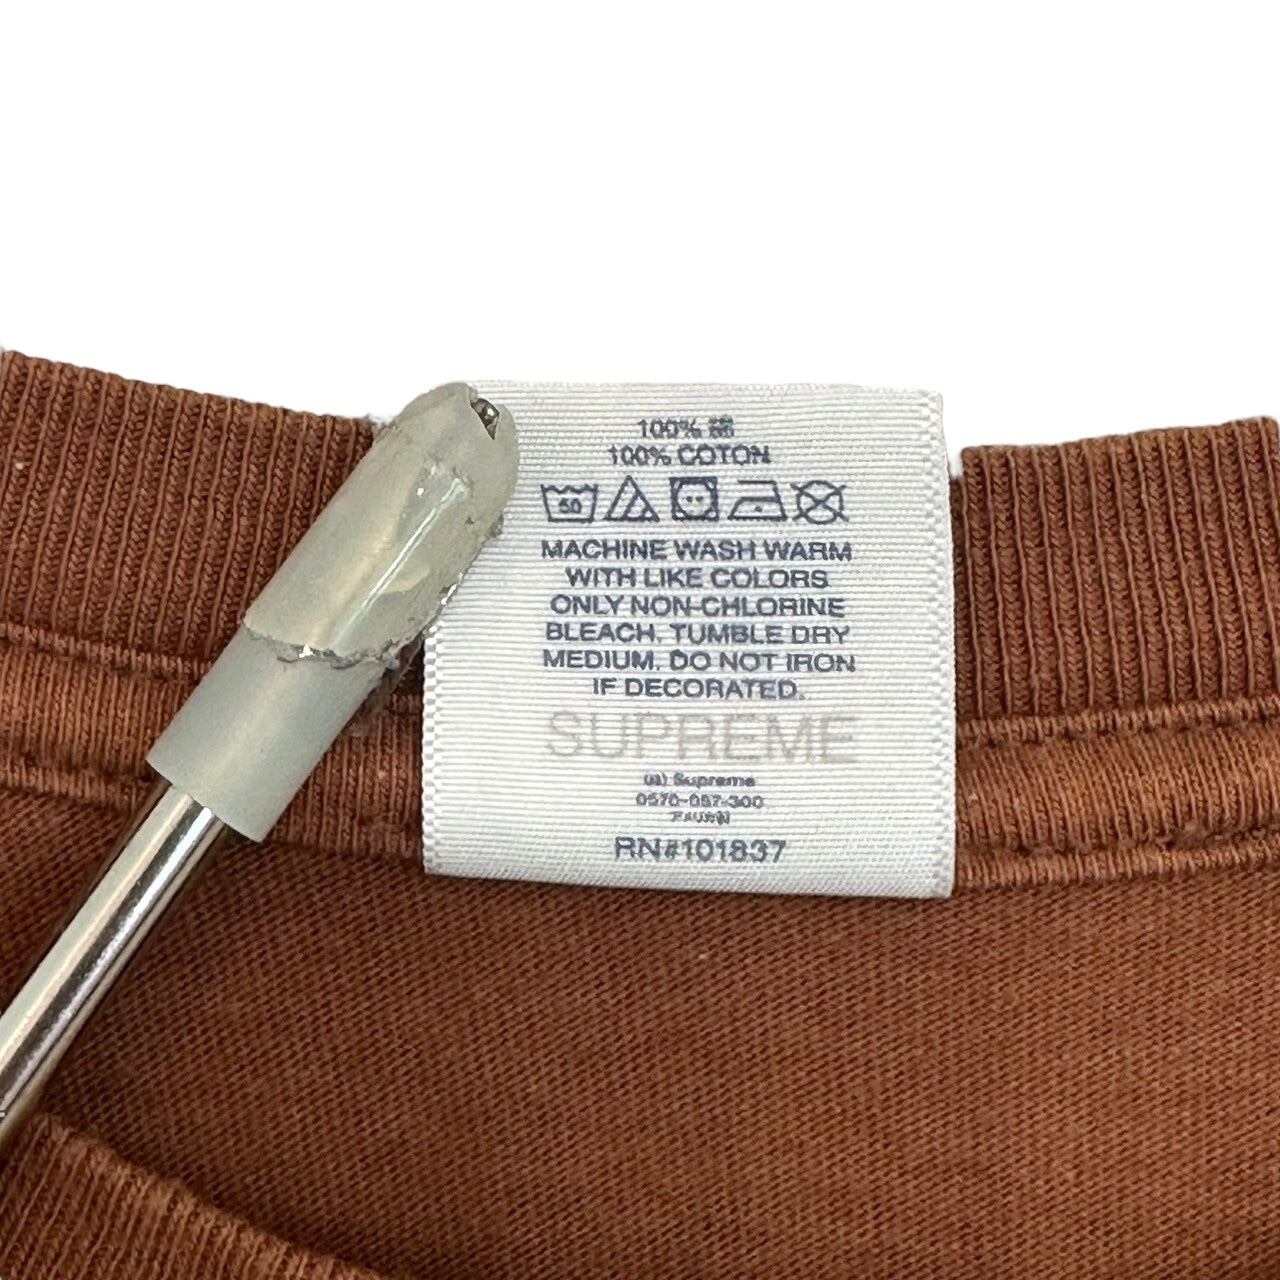 100% 綿
100% COTON
MACHINE WASH WARM
WITH LIKE COLORS
ONLY NON-CHLORINE
BLEACH, TUMBLE DRY
MEDIUM. DO NOT IRON
IF DECORATED.
SUPREME
Supreme
RN#101837